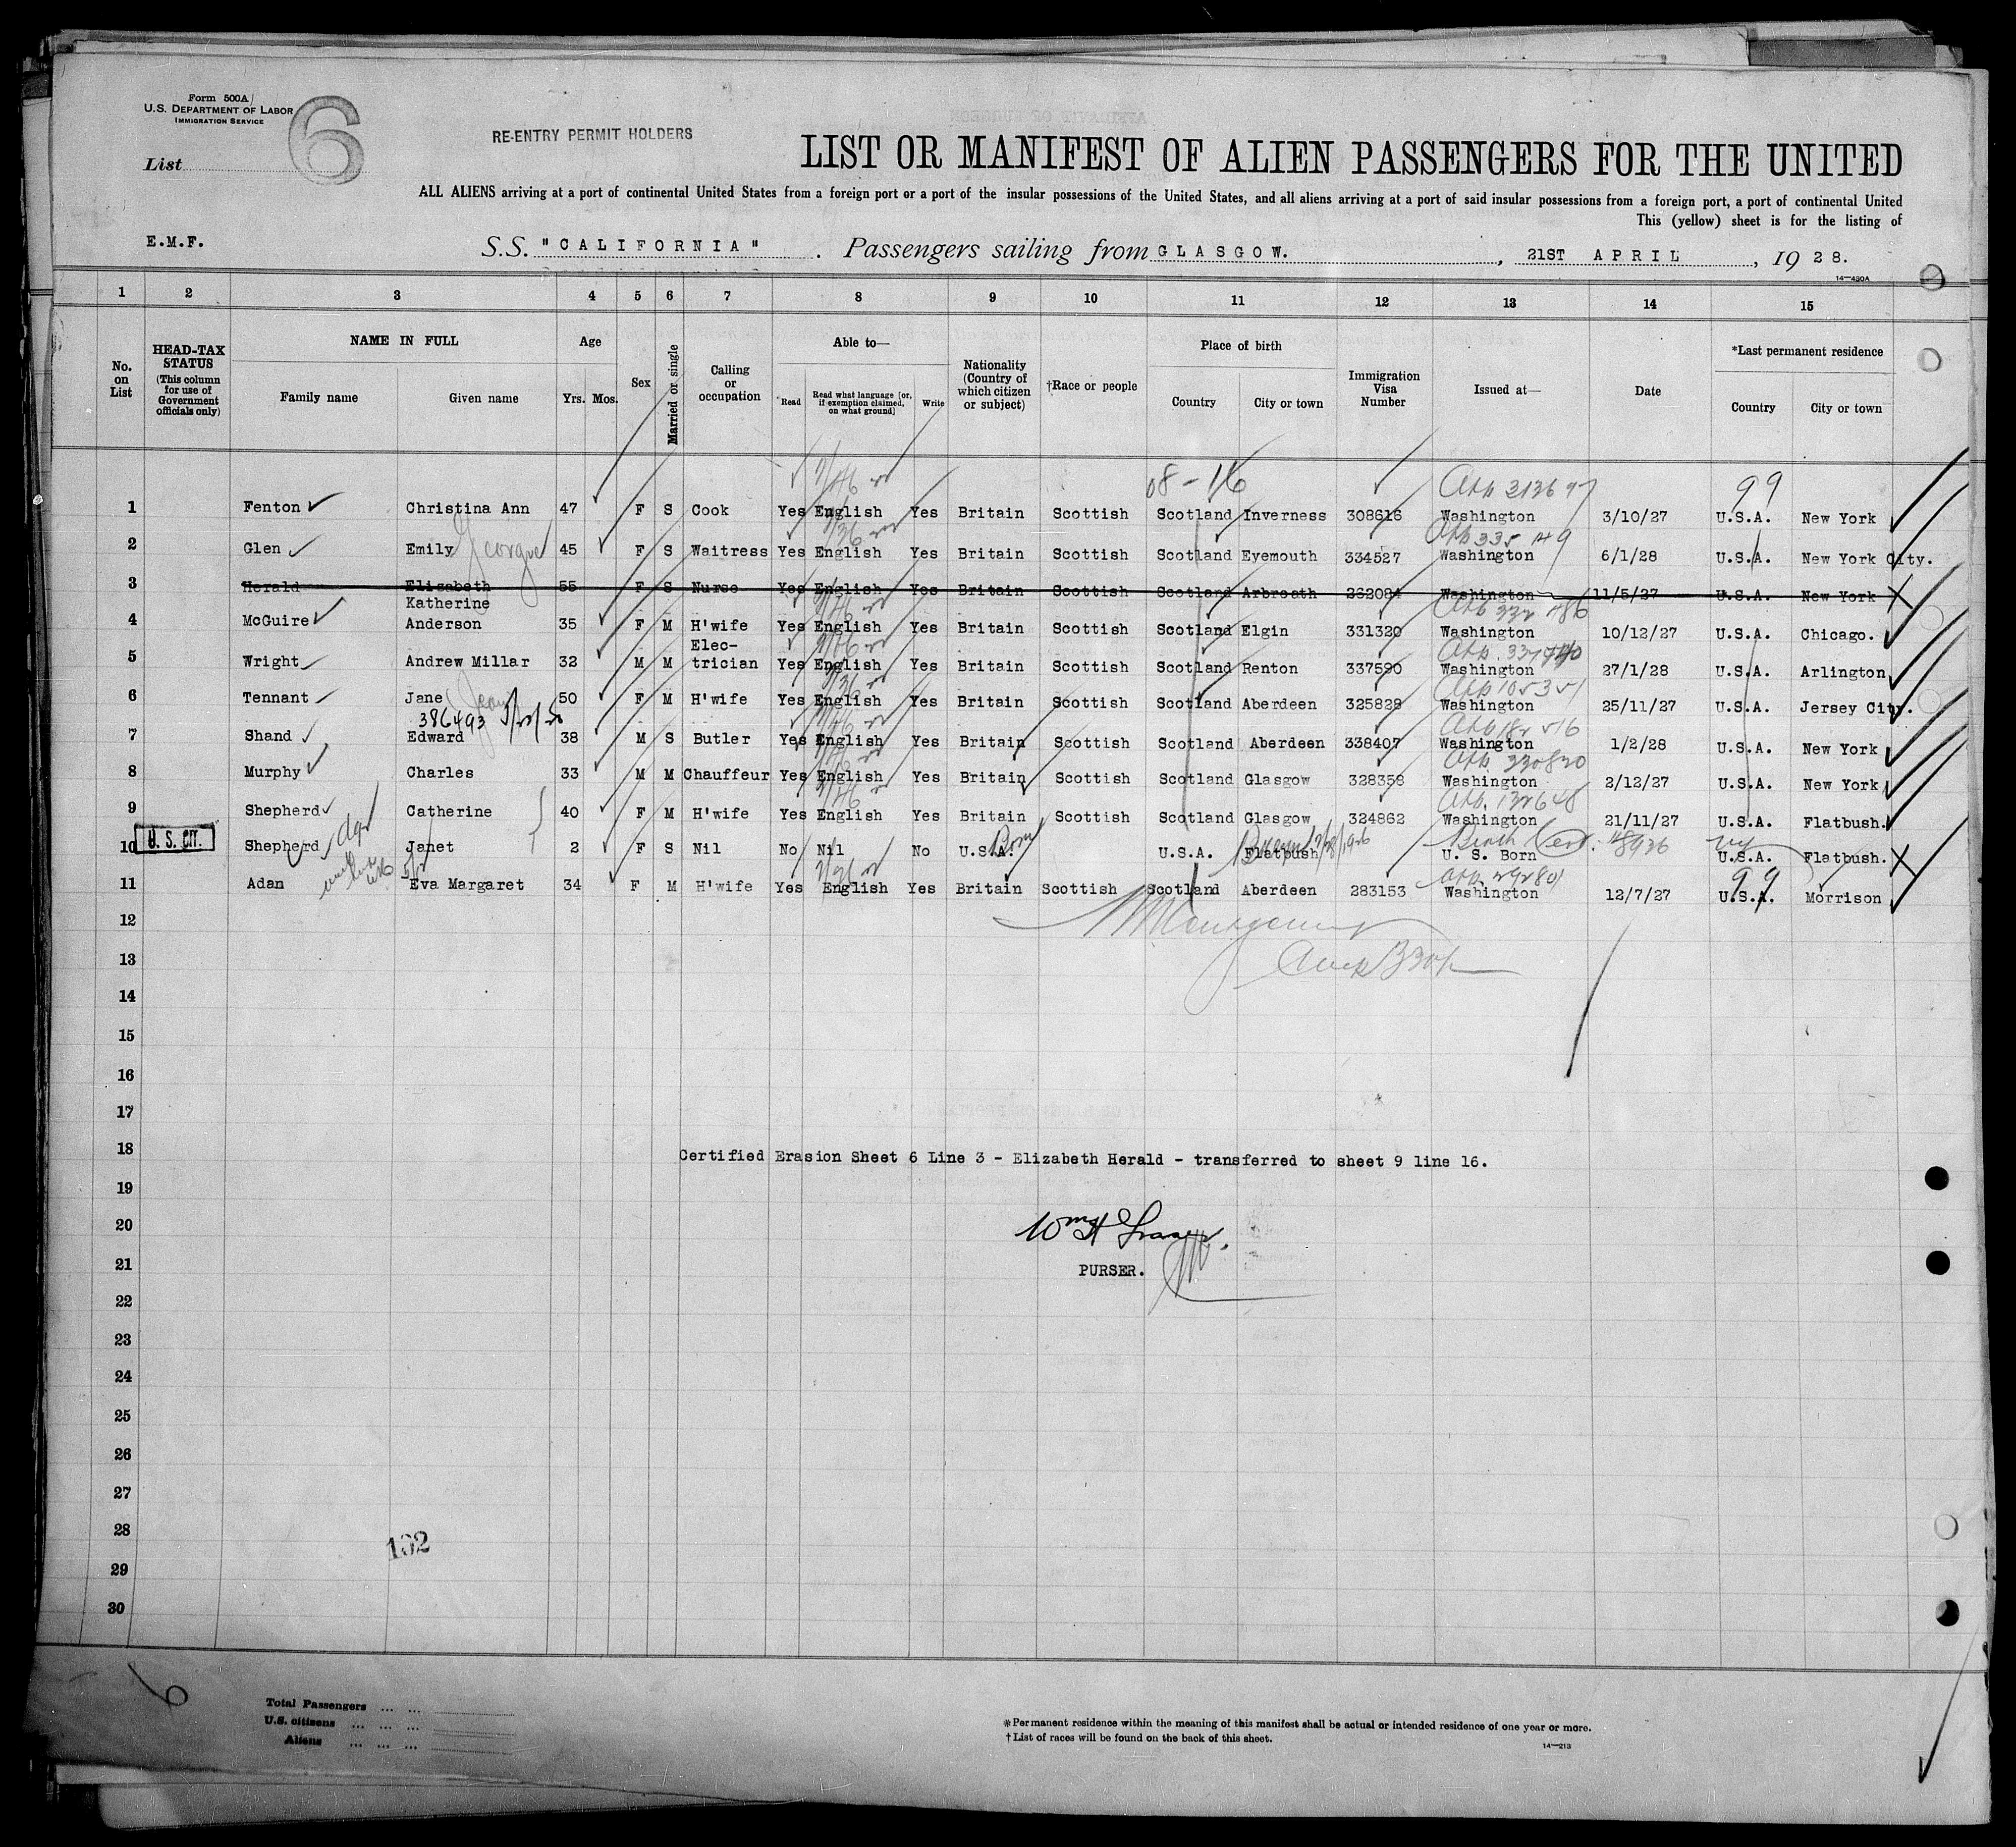 Form 500A
U. S. DEPARTMENT OF LABOR
IMMIGRATION SERVICE
6
List
RE-ENTRY PERMIT HOLDERS
LIST OR MANIFEST OF ALIEN PASSENGERS FOR THE UNITED
ALL ALIENS arriving at a port of continental United States from a foreign port or a port of the insular possessions of the United States, and all aliens arriving at a port of said insular possessions from a foreign port, a port of continental United
This (yellow) sheet is for the listing of
E.M.F.
S.S. "CALIFORNIA". Passengers sailing from GLASGOW., 21ST APRIL, 1928.
14—430A
1 2 3 4 5 6 7 8 9 10 11 12 13 14 15
No. on List
HEAD-TAX STATUS (This column for use of Government officials only)
NAME IN FULL Family name Given name
Age Yrs. Mos.
Sex
Married or single
Calling or occupation
Able to— Read Read what language [or, if exemption claimed, on what ground] Write
Nationality (Country of which citizen or subject)
†Race or people
Place of birth Country City or town
Immigration Visa Number
Issued at—
Date
*Last permanent residence Country City or town
08-16 99
1 Fenton Christina Ann 47 F S Cook Yes English Yes Britain Scottish Scotland Inverness 308616 Washington 3/10/27 U.S.A. New York
2 Glen Emily George 45 F S Waitress Yes English Yes Britain Scottish Scotland Eyemouth 334527 Washington 6/1/28 U.S.A. New York City.
3 Herald Elizabeth 55 F S Nurse Yes English Yes Britain Scottish Scotland Arbroath 262084 Washington 11/5/27 U.S.A. New York
4 McGuire Katherine Anderson 35 F M H'wife Yes English Yes Britain Scottish Scotland Elgin 331320 Washington 10/12/27 U.S.A. Chicago.
5 Wright Andrew Millar 32 M M Elec-trician Yes English Yes Britain Scottish Scotland Renton 337590 Washington 27/1/28 U.S.A. Arlington
6 Tennant Jane 50 F M H'wife Yes English Yes Britain Scottish Scotland Aberdeen 325829 Washington 25/11/27 U.S.A. Jersey City.
386493
7 Shand Edward 38 M S Butler Yes English Yes Britain Scottish Scotland Aberdeen 338407 Washington 1/2/28 U.S.A. New York
8 Murphy Charles 33 M M Chauffeur Yes English Yes Britain Scottish Scotland Glasgow 328358 Washington 2/12/27 U.S.A. New York
9 Shepherd Catherine 40 F M H'wife Yes English Yes Britain Scottish Scotland Glasgow 324862 Washington 21/11/27 U.S.A. Flatbush.
10 U. S. CIT. Shepherd Janet 2 F S Nil No Nil No U.S.A. Born U.S.A. Flatbush U. S. Born U.S.A. Flatbush.
11 Adan Eva Margaret 34 F M H'wife Yes English Yes Britain Scottish Scotland Aberdeen 283153 Washington 12/7/27 U.S.A. Morrison
12
Montgomery
13
14
15
16
17
18 Certified Erasion Sheet 6 Line 3 - Elizabeth Herald - transferred to sheet 9 line 16.
19
20 Wm H Fraser.
21 PURSER.
22
23
24
25
26
27
28
132
29
30
6
Total Passengers
U.S. citizens
Aliens
*Permanent residence within the meaning of this manifest shall be actual or intended residence of one year or more.
†List of races will be found on the back of this sheet.
14—213